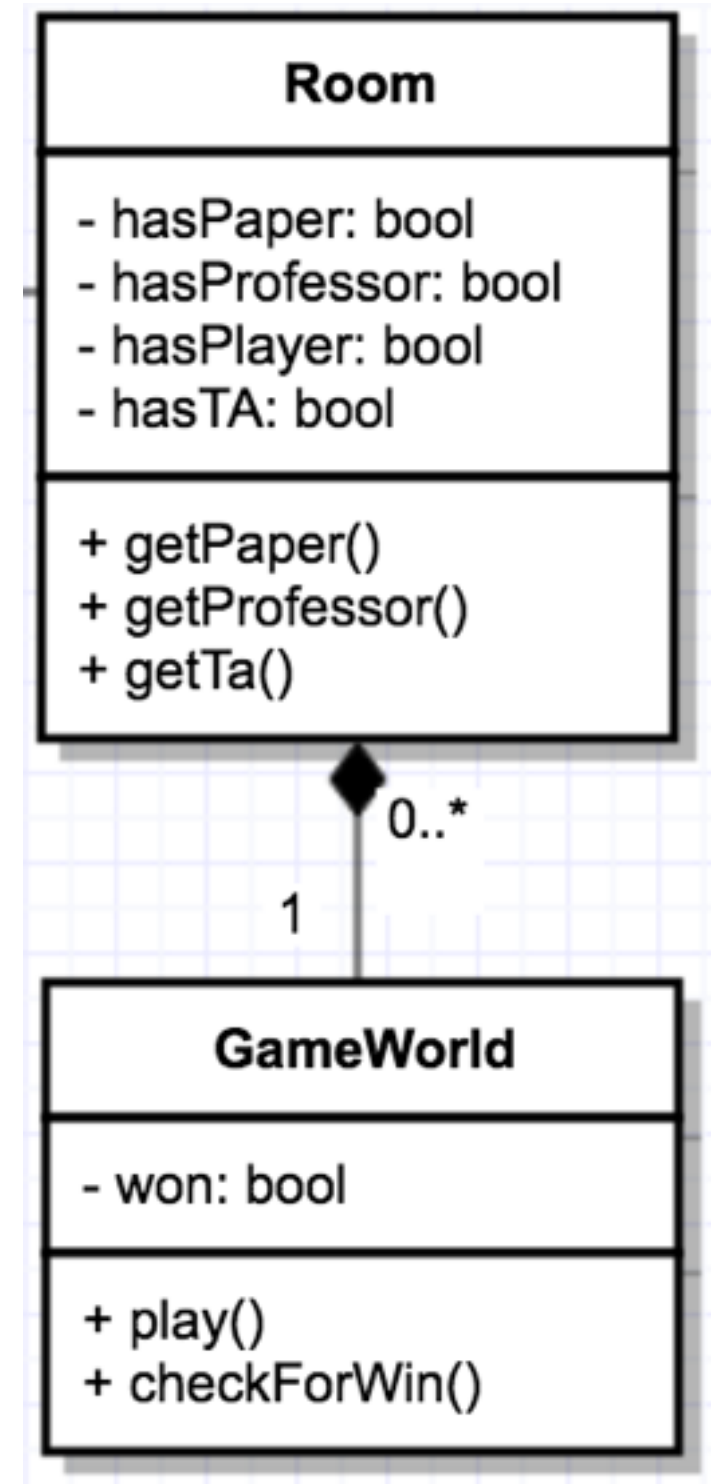 Room
- hasPaper: bool
- hasProfessor: bool
- hasPlayer: bool
- hasTA: bool
+ getPaper()
+ getProfessor()
+ getTa()
0..*
1
GameWorld
- won: bool
+ play()
+ checkForWin()